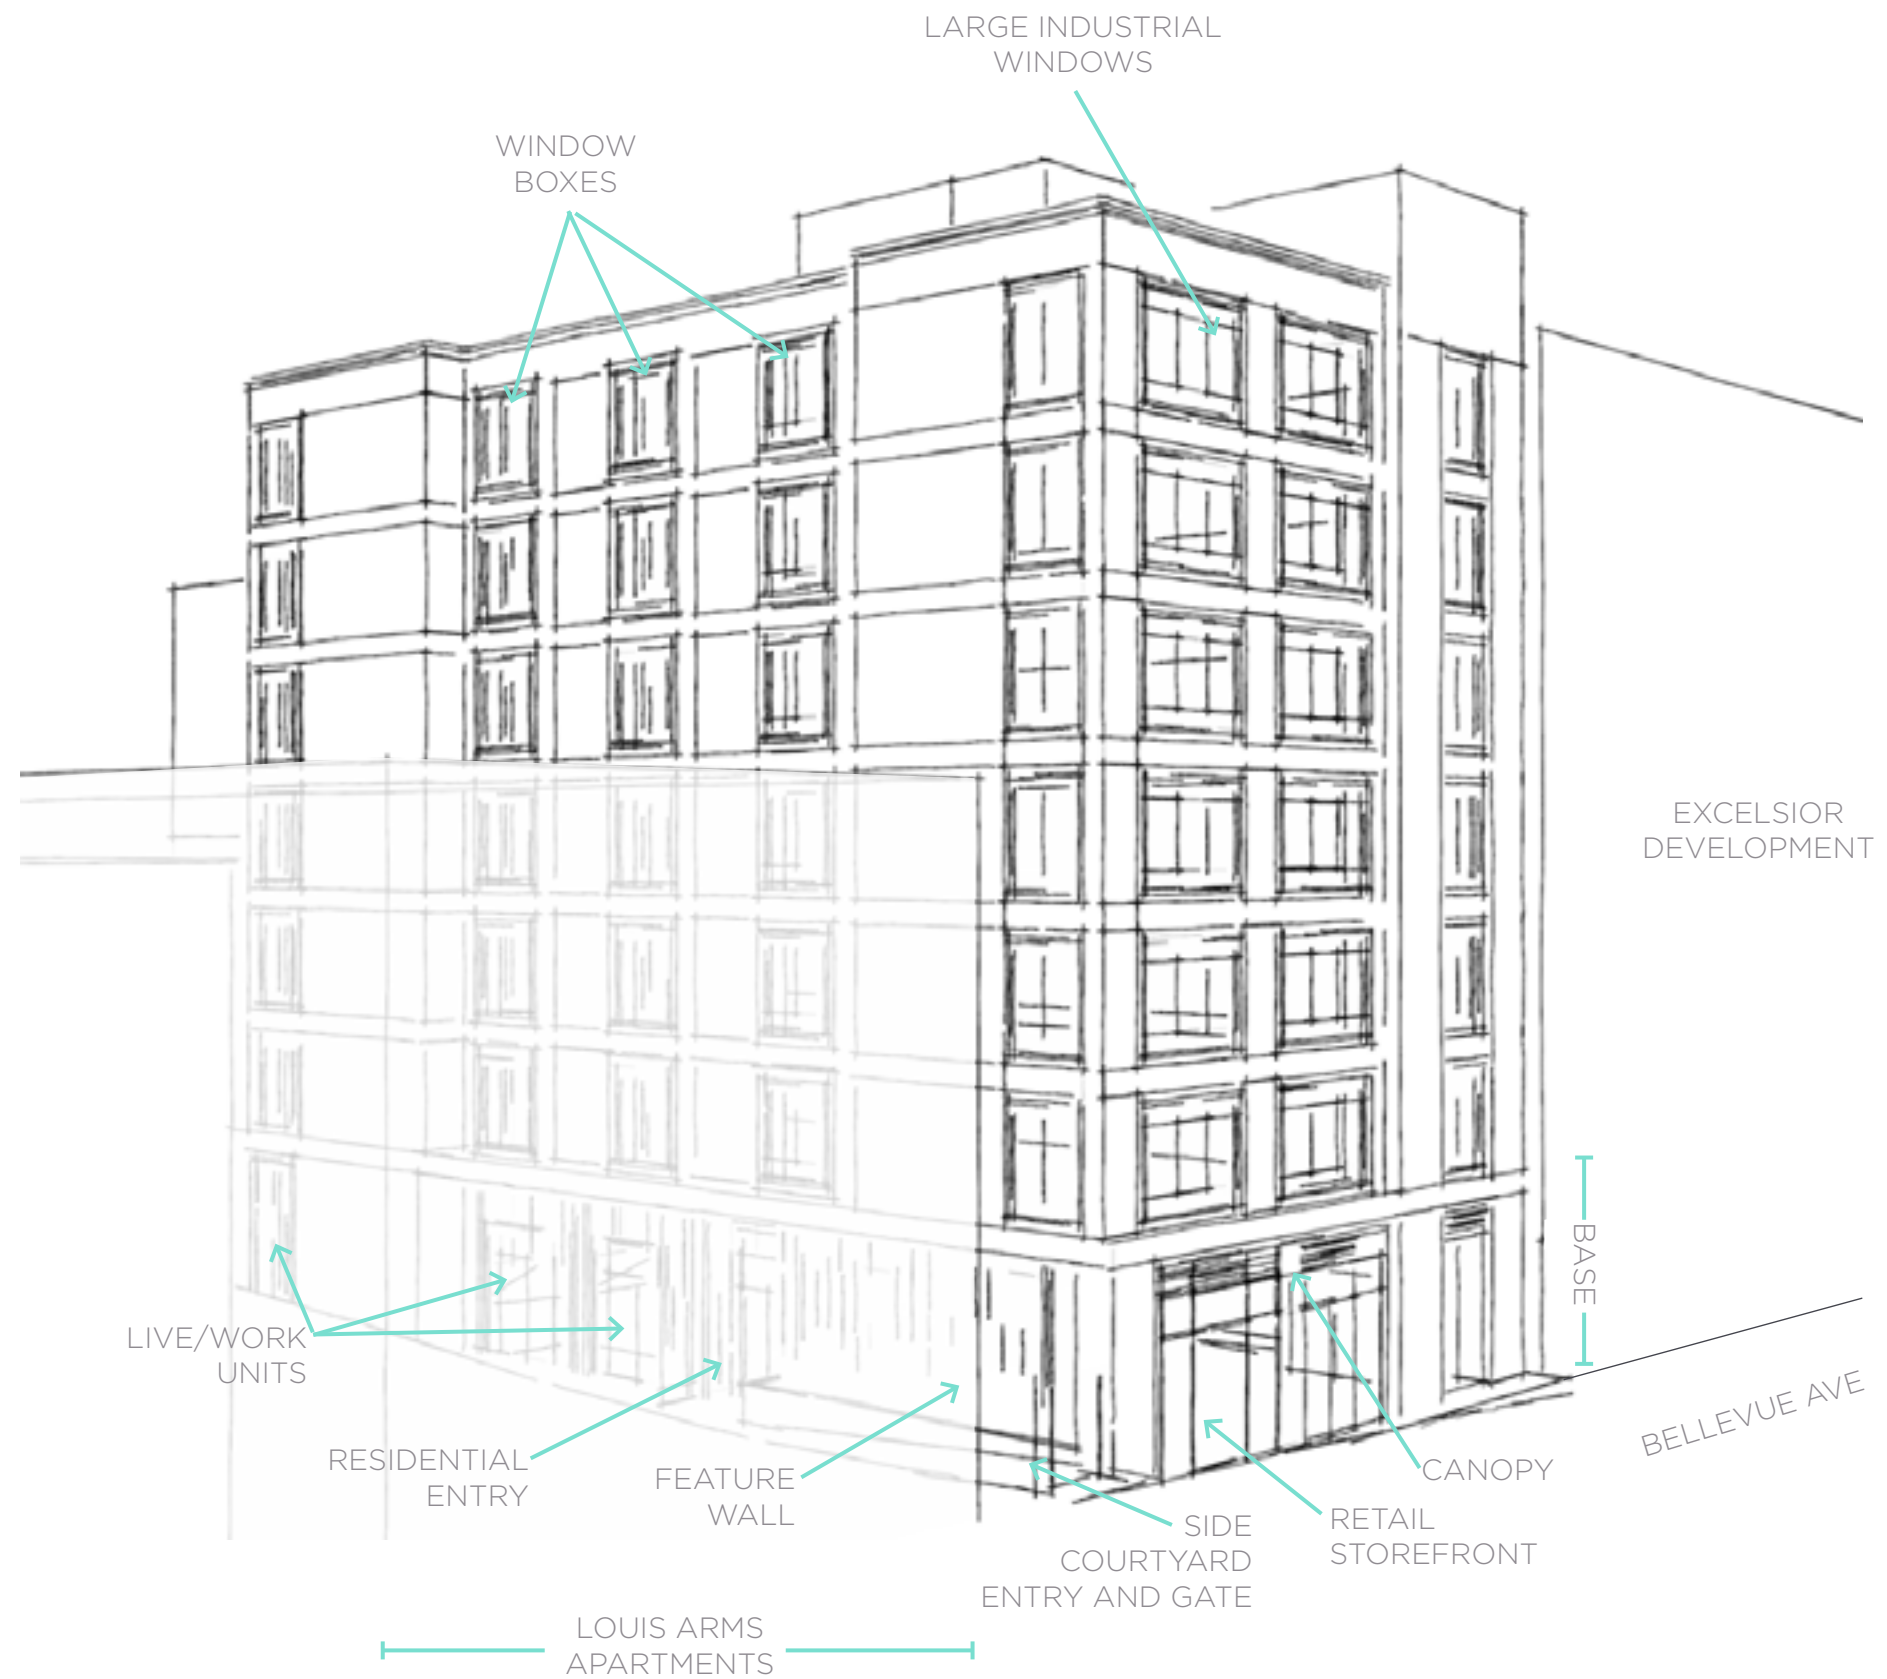 LARGE INDUSTRIAL
WINDOWS
WINDOW
BOXES
EXCELSIOR
DEVELOPMENT
BASE
LIVE/WORK
UNITS
BELLEVUE AVE
RESIDENTIAL
ENTRY
FEATURE
WALL
CANOPY
RETAIL
STOREFRONT
SIDE
COURTYARD
ENTRY AND GATE
LOUIS ARMS
APARTMENTS